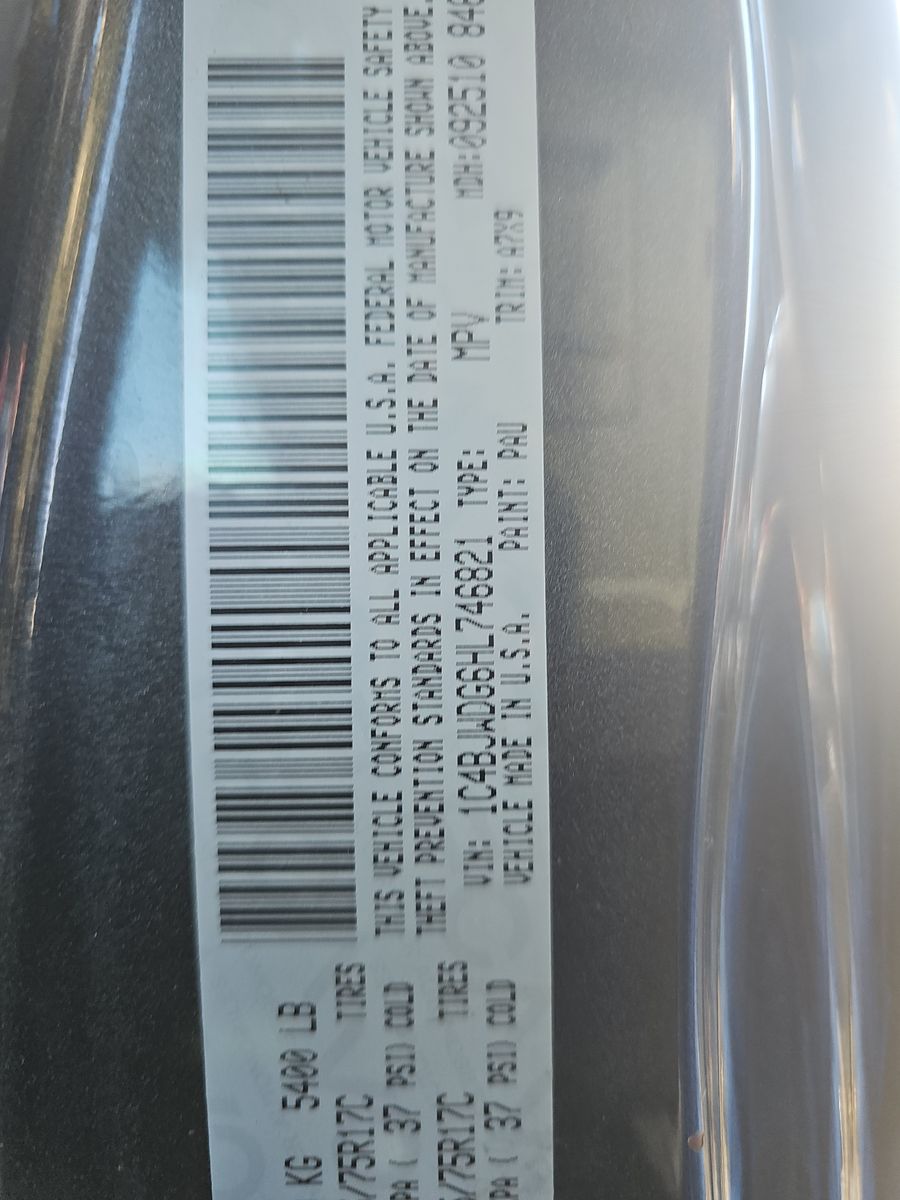 KG 5400 LB
/75R17C TIRES
PA ( 37 PSI) COLD
/75R17C TIRES
PA ( 37 PSI) COLD
THIS VEHICLE CONFORMS TO ALL APPLICABLE U.S.A. FEDERAL MOTOR VEHICLE SAFETY
THEFT PREVENTION STANDARDS IN EFFECT ON THE DATE OF MANUFACTURE SHOWN ABOVE.
VIN: 1C4BJWDG6HL746821 TYPE: MPV MDH:092510 848
VEHICLE MADE IN U.S.A. PAINT: PAU TRIM: A7X9